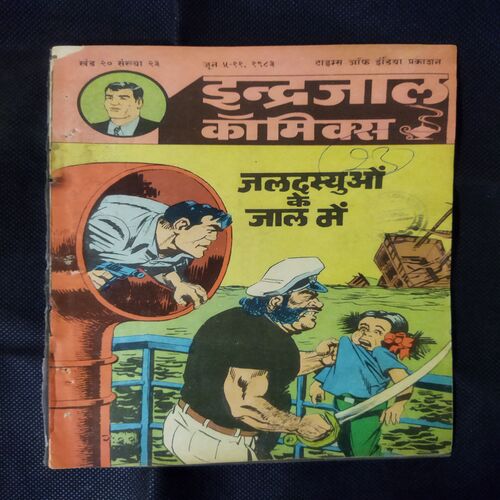 खंड २० संख्या २३ जून ५-११, १९८३ टाइम्स ऑफ इंडिया प्रकाशन
इन्द्रजाल
कॉमिक्स
जलदस्युओं
के
जाल में